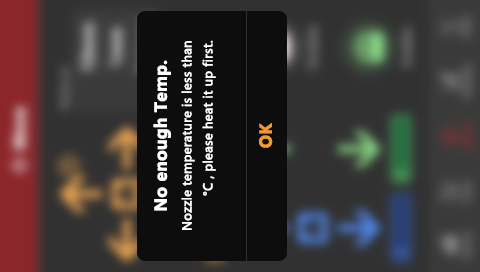 No enough Temp.
Nozzle temperature is less than
°C , please heat it up first.
OK